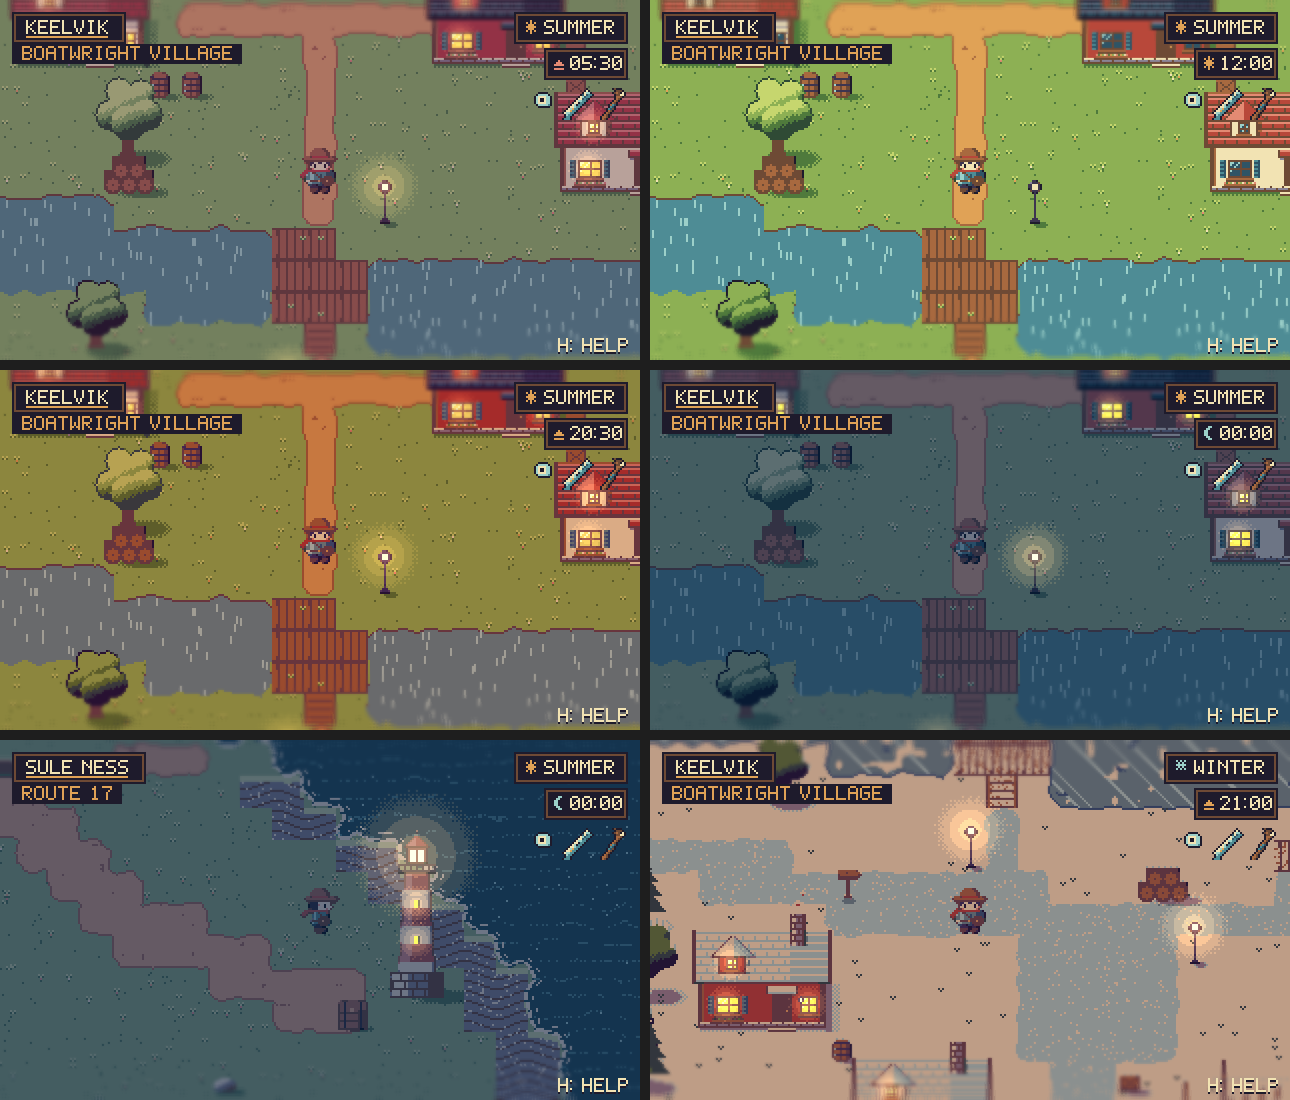 KEELVIK
BOATWRIGHT VILLAGE
SUMMER
05:30
H: HELP
KEELVIK
BOATWRIGHT VILLAGE
SUMMER
12:00
H: HELP
KEELVIK
BOATWRIGHT VILLAGE
SUMMER
20:30
H: HELP
KEELVIK
BOATWRIGHT VILLAGE
SUMMER
00:00
H: HELP
SULE NESS
ROUTE 17
SUMMER
00:00
H: HELP
KEELVIK
BOATWRIGHT VILLAGE
WINTER
21:00
H: HELP